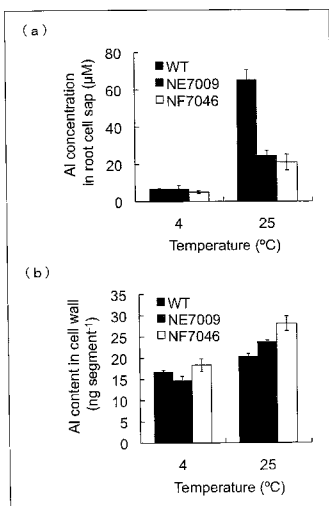 (a)
80
60
40
20
0
Al concentration
in root cell sap (μM)
WT
NE7009
NF7046
4 25
Temperature (ºC)
(b)
35
30
25
20
15
10
5
0
Al content in cell wall
(ng segment⁻¹)
WT
NE7009
NF7046
4 25
Temperature (ºC)